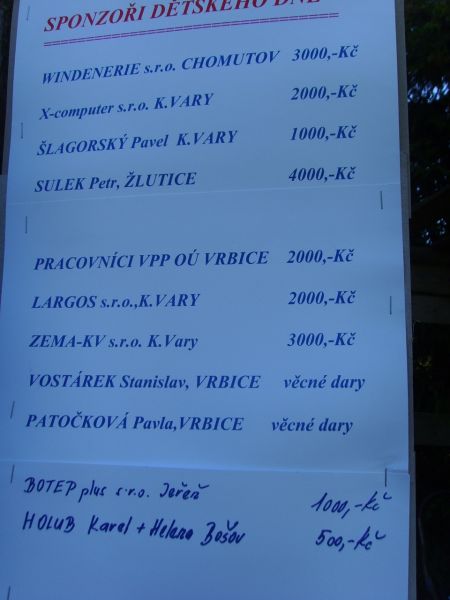 SPONZOŘI DĚTSKÉHO DNE
WINDENERIE s.r.o. CHOMUTOV 3000,-Kč
X-computer s.r.o. K.VARY 2000,-Kč
ŠLAGORSKÝ Pavel K.VARY 1000,-Kč
SULEK Petr, ŽLUTICE 4000,-Kč
PRACOVNÍCI VPP OÚ VRBICE 2000,-Kč
LARGOS s.r.o.,K.VARY 2000,-Kč
ZEMA-KV s.r.o. K.Vary 3000,-Kč
VOSTÁREK Stanislav, VRBICE věcné dary
PATOČKOVÁ Pavla,VRBICE věcné dary
BOTEP plus s.r.o. 1000,-Kč
HOLUB Karel + Helena Bošov 500,-Kč